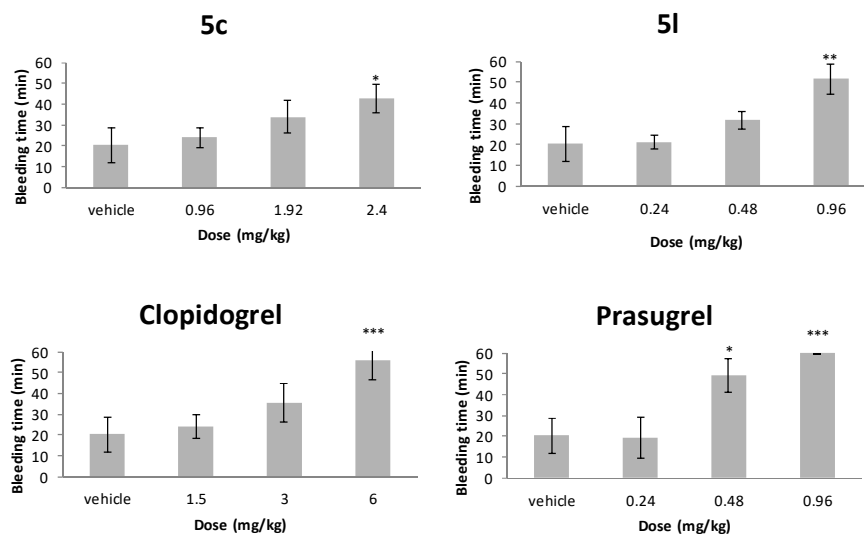 5c
Bleeding time (min)
60
50
40
30
20
10
0
*
vehicle 0.96 1.92 2.4
Dose (mg/kg)
5l
Bleeding time (min)
60
50
40
30
20
10
0
**
vehicle 0.24 0.48 0.96
Dose (mg/kg)
Clopidogrel
Bleeding time (min)
60
50
40
30
20
10
0
***
vehicle 1.5 3 6
Dose (mg/kg)
Prasugrel
Bleeding time (min)
60
50
40
30
20
10
0
* ***
vehicle 0.24 0.48 0.96
Dose (mg/kg)